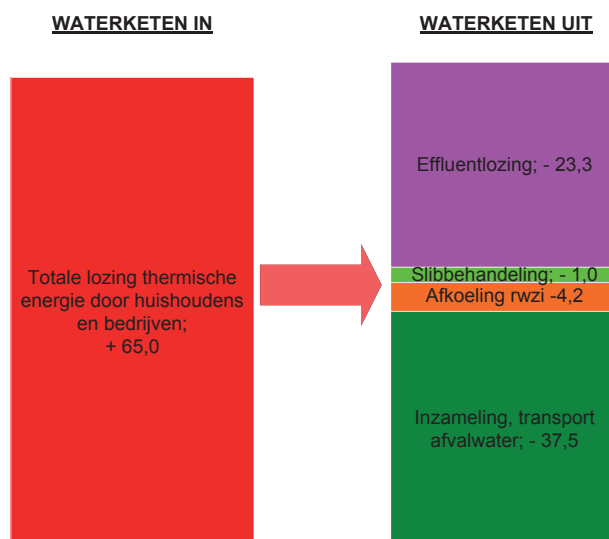 WATERKETEN IN
WATERKETEN UIT
Totale lozing thermische
energie door huishoudens
en bedrijven;
+ 65,0
Effluentlozing; - 23,3
Slibbehandeling; - 1,0
Afkoeling rwzi -4,2
Inzameling, transport
afvalwater; - 37,5